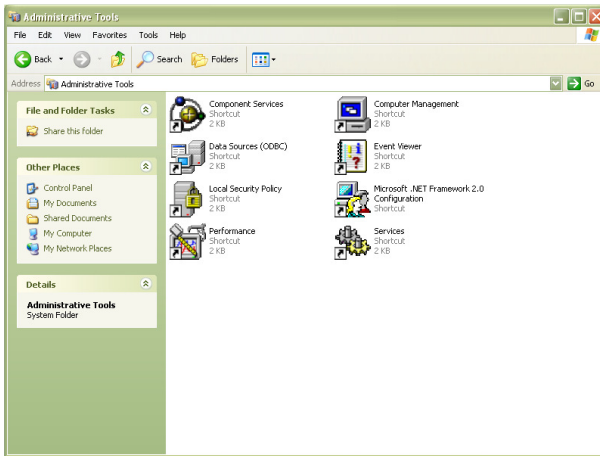 Administrative Tools
File Edit View Favorites Tools Help
Back Search Folders
Address Administrative Tools Go
File and Folder Tasks
Share this folder
Other Places
Control Panel
My Documents
Shared Documents
My Computer
My Network Places
Details
Administrative Tools
System Folder
Component Services
Shortcut
2 KB
Computer Management
Shortcut
2 KB
Data Sources (ODBC)
Shortcut
2 KB
Event Viewer
Shortcut
2 KB
Local Security Policy
Shortcut
2 KB
Microsoft .NET Framework 2.0
Configuration
Shortcut
Performance
Shortcut
2 KB
Services
Shortcut
2 KB